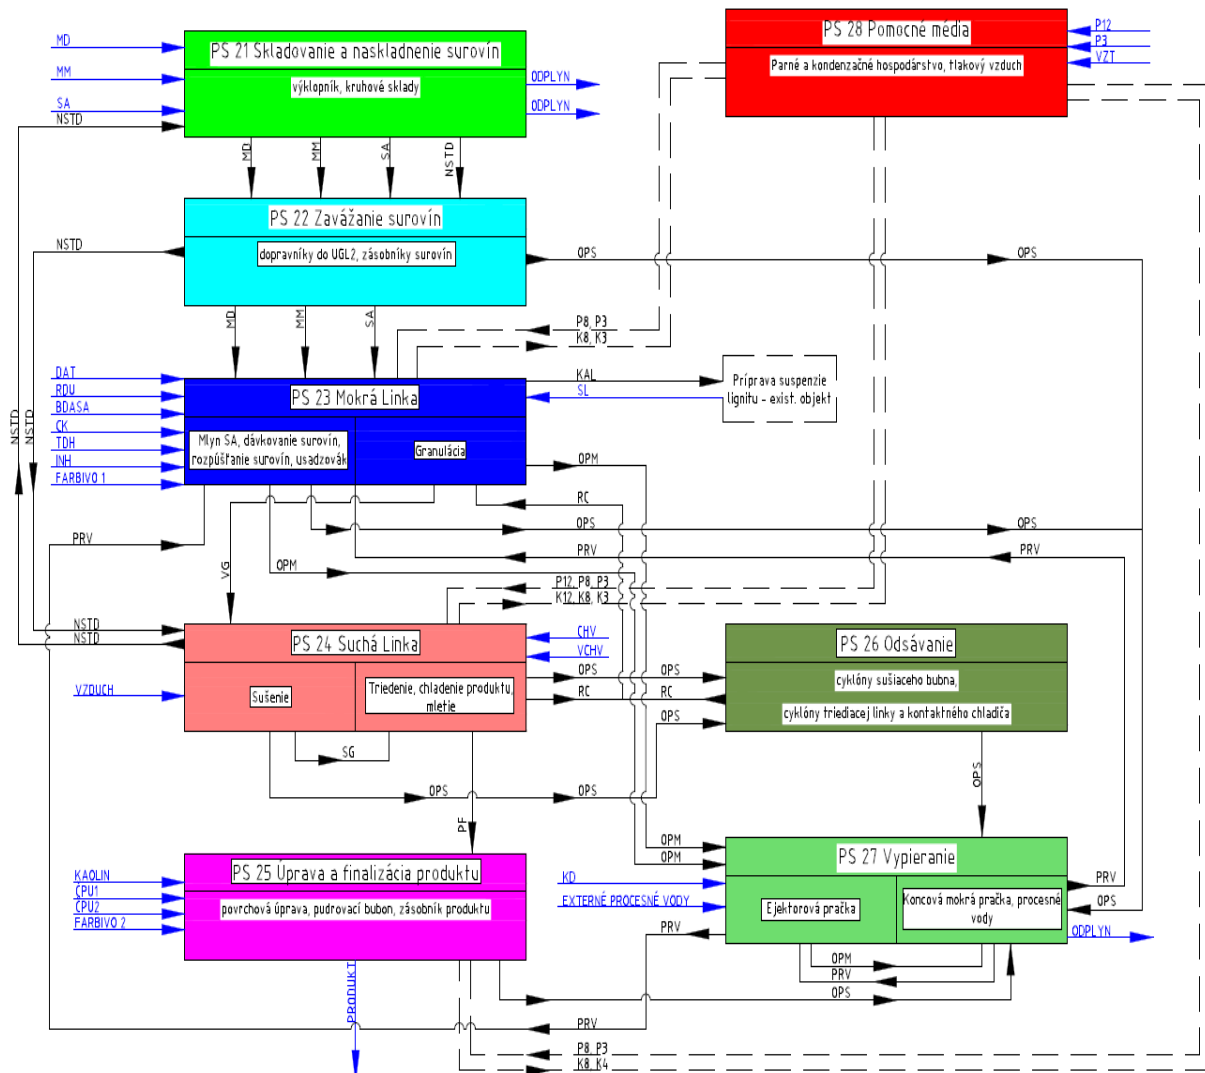 PS 21 Skladovanie a naskladnenie surovín
výklopník, kruhové sklady
MD
MM
SA
NSTD
ODPLYN
ODPLYN
PS 28 Pomocné média
Parné a kondenzačné hospodárstvo, tlakový vzduch
P12
P3
VZT
MD
MM
SA
NSTD
PS 22 Zavážanie surovín
dopravníky do UGL2, zásobníky surovín
NSTD
OPS
OPS
MD
MM
SA
P8, P3
K8, K3
DAT
RDU
BDASA
CK
TDH
INH
FARBIVO 1
PS 23 Mokrá Linka
Mlyn SA, dávkovanie surovín,
rozpúšťanie surovín, usadzovák
Granulácia
KAL
SL
Príprava suspenzie
lignitu - exist. objekt
NSTD
NSTD
OPM
RC
OPS
OPS
PRV
PRV
PRV
VG
OPM
P12, P8, P3
K12, K8, K3
NSTD
NSTD
PS 24 Suchá Linka
Sušenie
Triedenie, chladenie produktu,
mletie
VZDUCH
CHV
VCHV
OPS
OPS
RC
RC
OPS
PS 26 Odsávanie
cyklóny sušiaceho bubna,
cyklóny triediacej linky a kontaktného chladiča
SG
OPS
OPS
PF
OPS
OPM
OPM
PS 25 Úprava a finalizácia produktu
povrchová úprava, pudrovací bubon, zásobník produktu
KAOLIN
CPU1
CPU2
FARBIVO 2
PRODUKT
PS 27 Vypieranie
Ejektorová pračka
Koncová mokrá pračka, procesné
vody
KD
EXTERNÉ PROCESNÉ VODY
PRV
PRV
OPS
ODPLYN
OPM
PRV
OPS
PRV
P8, P3
K8, K4